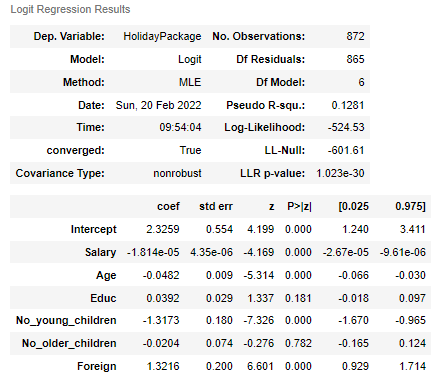 Logit Regression Results
Dep. Variable: HolidayPackage No. Observations: 872
Model: Logit Df Residuals: 865
Method: MLE Df Model: 6
Date: Sun, 20 Feb 2022 Pseudo R-squ.: 0.1281
Time: 09:54:04 Log-Likelihood: -524.53
converged: True LL-Null: -601.61
Covariance Type: nonrobust LLR p-value: 1.023e-30
coef std err z P>|z| [0.025 0.975]
Intercept 2.3259 0.554 4.199 0.000 1.240 3.411
Salary -1.814e-05 4.35e-06 -4.169 0.000 -2.67e-05 -9.61e-06
Age -0.0482 0.009 -5.314 0.000 -0.066 -0.030
Educ 0.0392 0.029 1.337 0.181 -0.018 0.097
No_young_children -1.3173 0.180 -7.326 0.000 -1.670 -0.965
No_older_children -0.0204 0.074 -0.276 0.782 -0.165 0.124
Foreign 1.3216 0.200 6.601 0.000 0.929 1.714